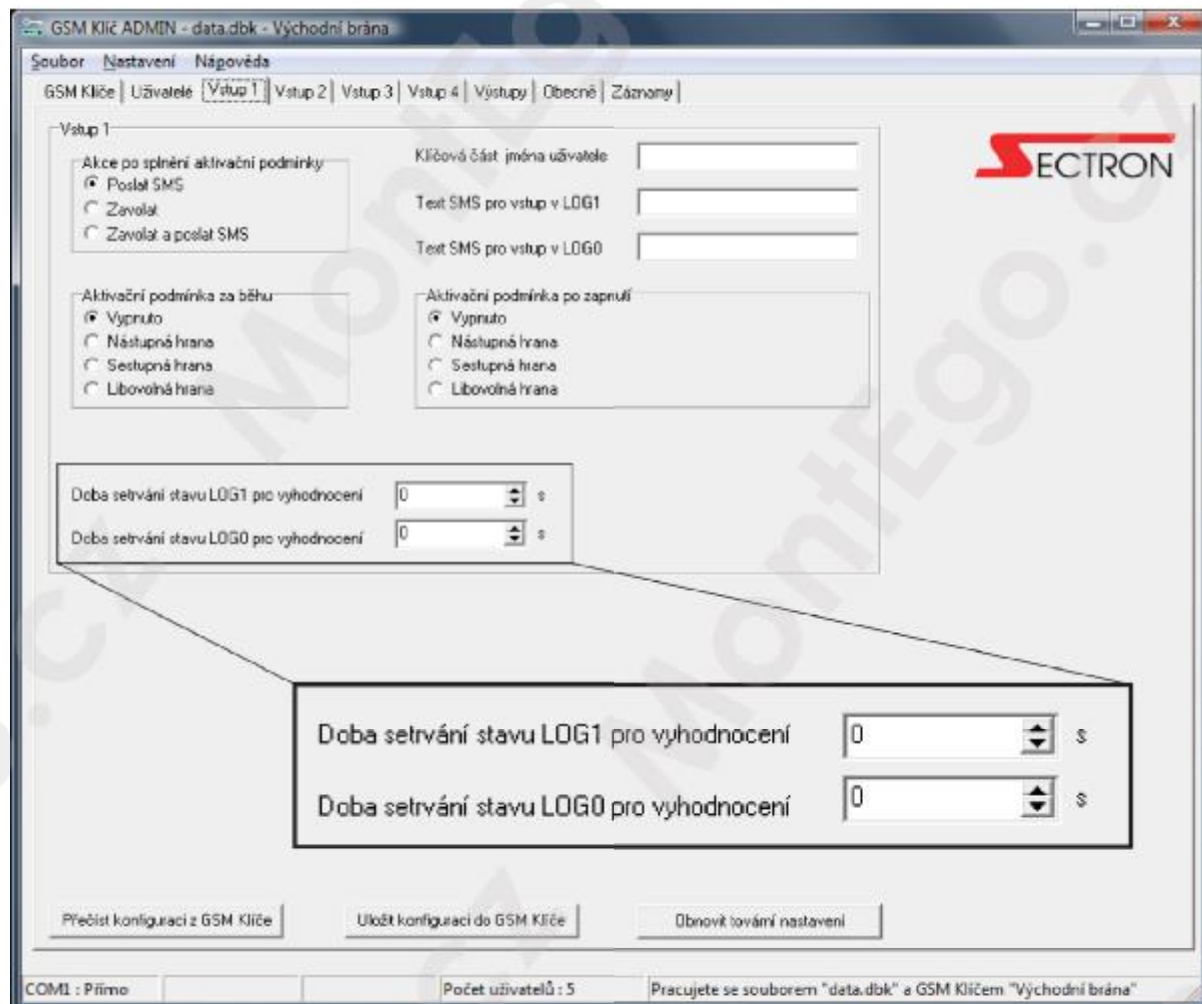 GSM Klíč ADMIN - data.dbk - Východní brána
Soubor Nastavení Nápověda
GSM Klíče Uživatelé Vstup 1 Vstup 2 Vstup 3 Vstup 4 Výstupy Obecné Záznamy
Vstup 1
Akce po splnění aktivační podmínky
Poslat SMS
Zavolat
Zavolat a poslat SMS
Klíčová část jména uživatele
Text SMS pro vstup v LOG1
Text SMS pro vstup v LOG0
SECTRON
Aktivační podmínka za běhu
Vypnuto
Nástupná hrana
Sestupná hrana
Libovolná hrana
Aktivační podmínka po zapnutí
Vypnuto
Nástupná hrana
Sestupná hrana
Libovolná hrana
Doba setrvání stavu LOG1 pro vyhodnocení 0 s
Doba setrvání stavu LOG0 pro vyhodnocení 0 s
Doba setrvání stavu LOG1 pro vyhodnocení 0 s
Doba setrvání stavu LOG0 pro vyhodnocení 0 s
Přečíst konfiguraci z GSM Klíče Uložit konfiguraci do GSM Klíče Obnovit tovární nastavení
COM1 : Přímo Počet uživatelů : 5 Pracujete se souborem "data.dbk" a GSM Klíčem "Východní brána"
MontEgo.cz
MontEgo.cz
.cz
.cz